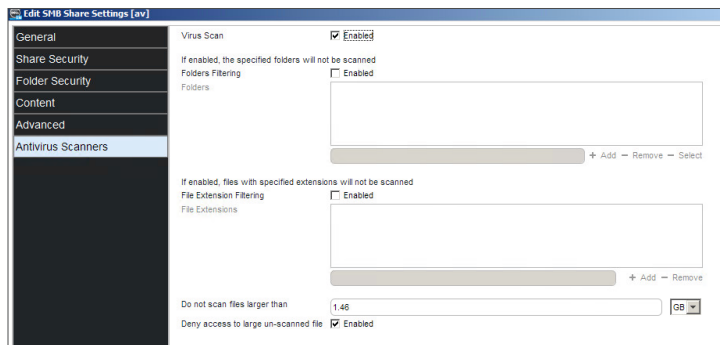 Edit SMB Share Settings [av]
General
Share Security
Folder Security
Content
Advanced
Antivirus Scanners
Virus Scan Enabled
If enabled, the specified folders will not be scanned
Folders Filtering Enabled
Folders
+ Add − Remove − Select
If enabled, files with specified extensions will not be scanned
File Extension Filtering Enabled
File Extensions
+ Add − Remove
Do not scan files larger than 1.46 GB
Deny access to large un-scanned file Enabled